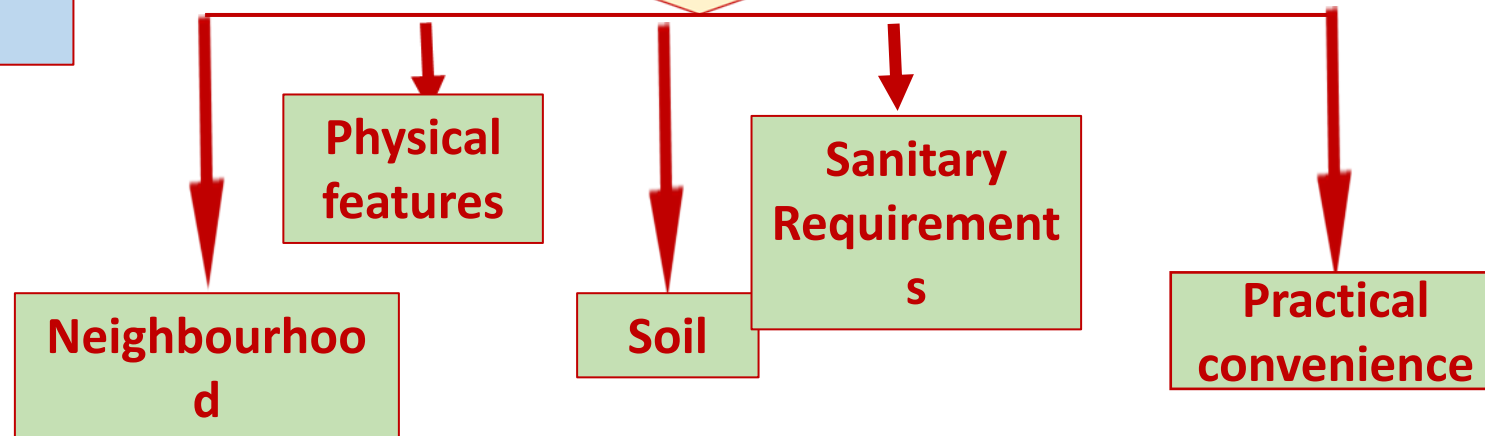 Physical
features
Sanitary
Requirement
s
Neighbourhoo
d
Soil
Practical
convenience